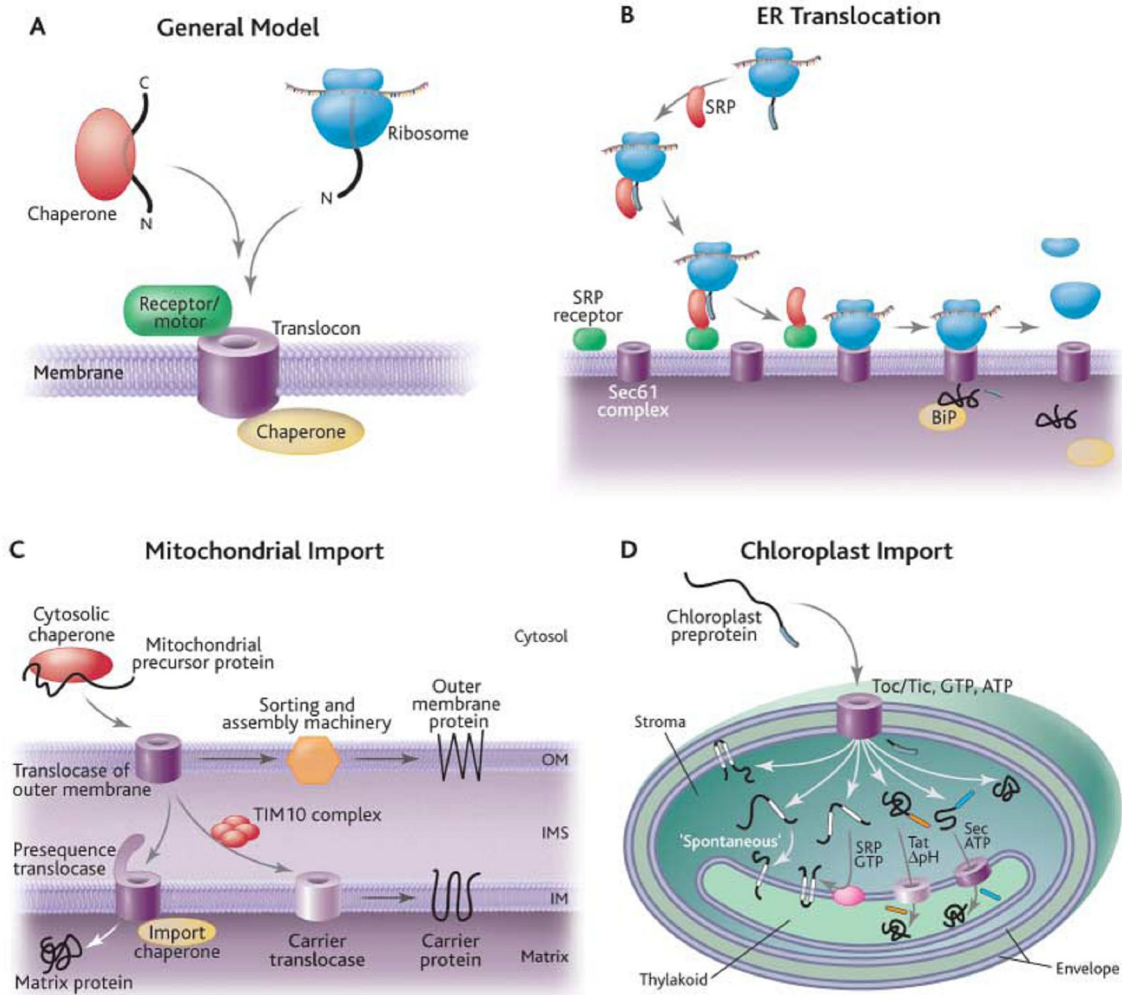 A
General Model
C
Ribosome
Chaperone
N
N
Receptor/
motor
Translocon
Membrane
Chaperone
B
ER Translocation
SRP
SRP
receptor
Sec61
complex
BiP
C
Mitochondrial Import
Cytosolic
chaperone
Mitochondrial
precursor protein
Cytosol
Sorting and
assembly machinery
Outer
membrane
protein
OM
Translocase of
outer membrane
TIM10 complex
IMS
Presequence
translocase
IM
Import
chaperone
Carrier
translocase
Carrier
protein
Matrix
Matrix protein
D
Chloroplast Import
Chloroplast
preprotein
Toc/Tic, GTP, ATP
Stroma
'Spontaneous'
SRP
GTP
Tat
ΔpH
Sec
ATP
Thylakoid
Envelope